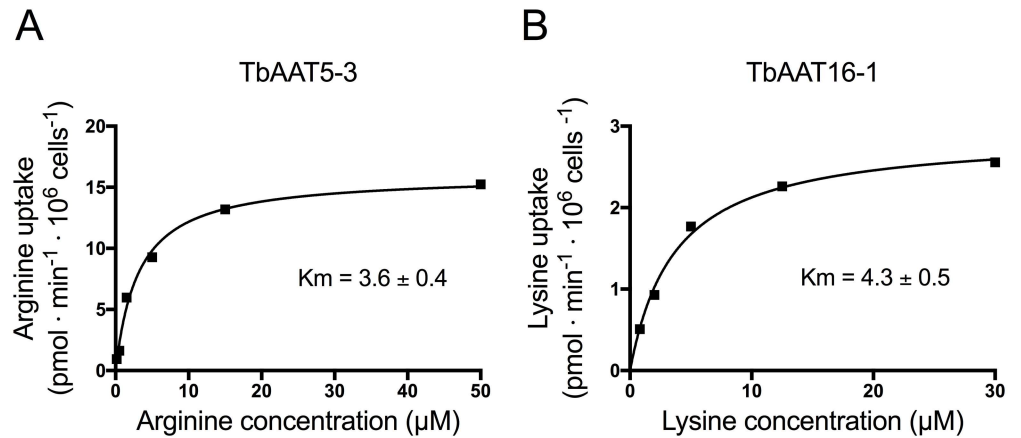 A
TbAAT5-3
Arginine uptake
(pmol · min⁻¹ · 10⁶ cells⁻¹)
20
15
10
5
0
Km = 3.6 ± 0.4
0 10 20 30 40 50
Arginine concentration (µM)
B
TbAAT16-1
Lysine uptake
(pmol · min⁻¹ · 10⁶ cells ⁻¹)
3
2
1
0
Km = 4.3 ± 0.5
0 10 20 30
Lysine concentration (µM)